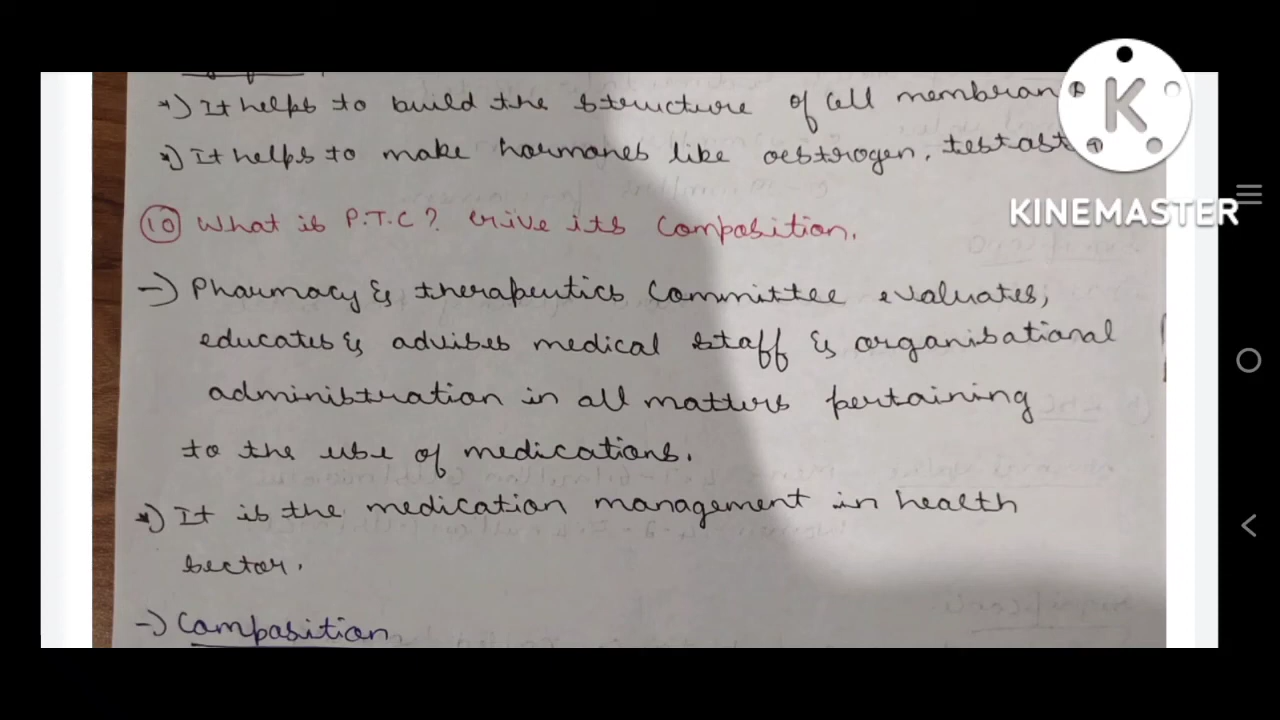 *) It helps to build the structure of cell membran
*) It helps to make hormones like oestrogen, testost
KINEMASTER
10 What is P.T.C? Give its Composition.
→ Pharmacy & therapeutics Committee evaluates,
educates & advises medical staff & organisational
administration in all matters pertaining
to the use of medications.
*) It is the medication management in health
sector.
→ Composition